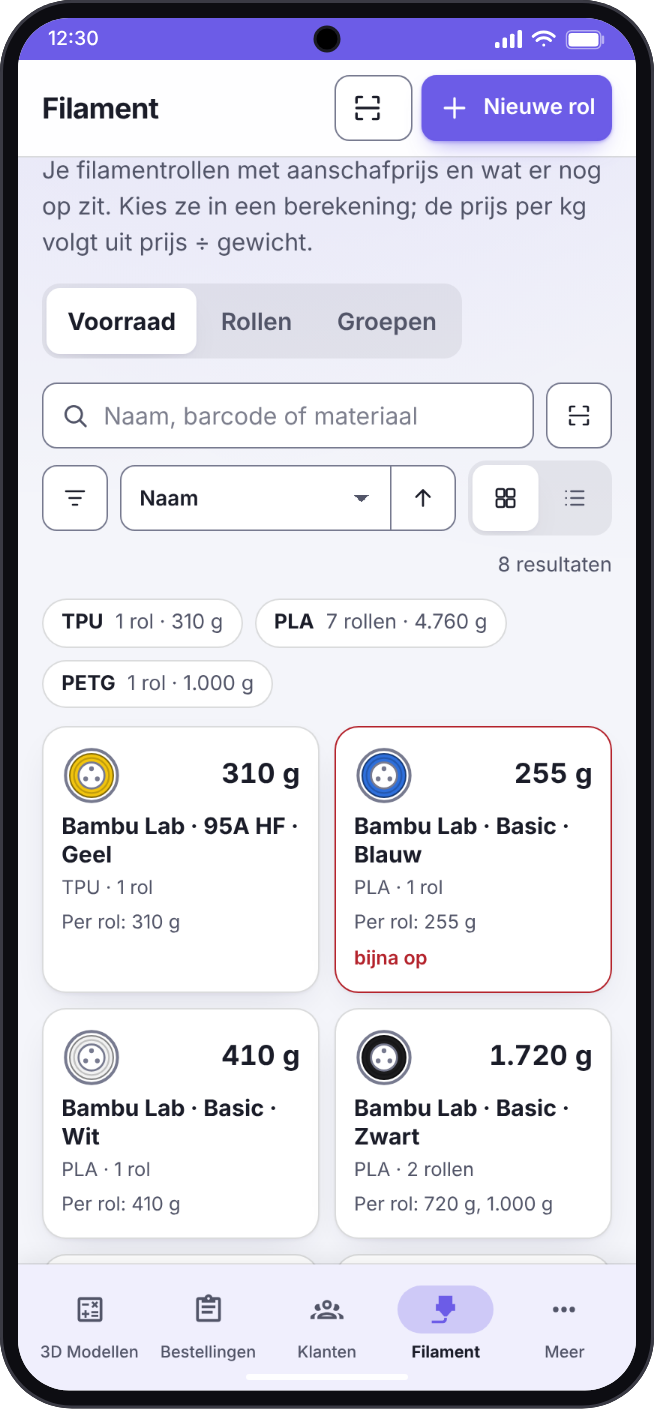 12:30
Filament
Nieuwe rol
Je filamentrollen met aanschafprijs en wat er nog
op zit. Kies ze in een berekening; de prijs per kg
volgt uit prijs ÷ gewicht.
Voorraad Rollen Groepen
Naam, barcode of materiaal
Naam
8 resultaten
TPU 1 rol · 310 g
PLA 7 rollen · 4.760 g
PETG 1 rol · 1.000 g
310 g
Bambu Lab · 95A HF ·
Geel
TPU · 1 rol
Per rol: 310 g
255 g
Bambu Lab · Basic ·
Blauw
PLA · 1 rol
Per rol: 255 g
bijna op
410 g
Bambu Lab · Basic ·
Wit
PLA · 1 rol
Per rol: 410 g
1.720 g
Bambu Lab · Basic ·
Zwart
PLA · 2 rollen
Per rol: 720 g, 1.000 g
3D Modellen Bestellingen Klanten Filament Meer